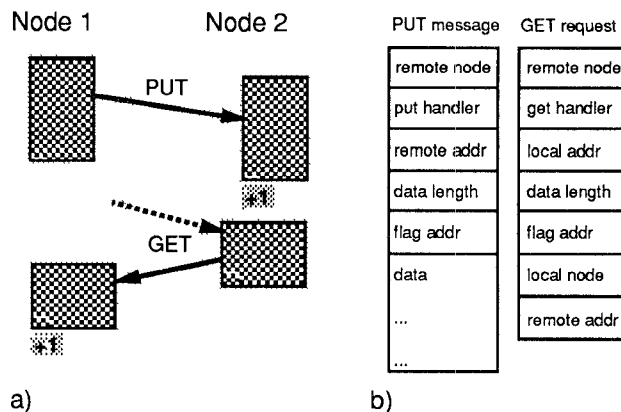 Node 1
Node 2
PUT
+1
GET
+1
a)
PUT message
remote node
put handler
remote addr
data length
flag addr
data
...
...
GET request
remote node
get handler
local addr
data length
flag addr
local node
remote addr
b)